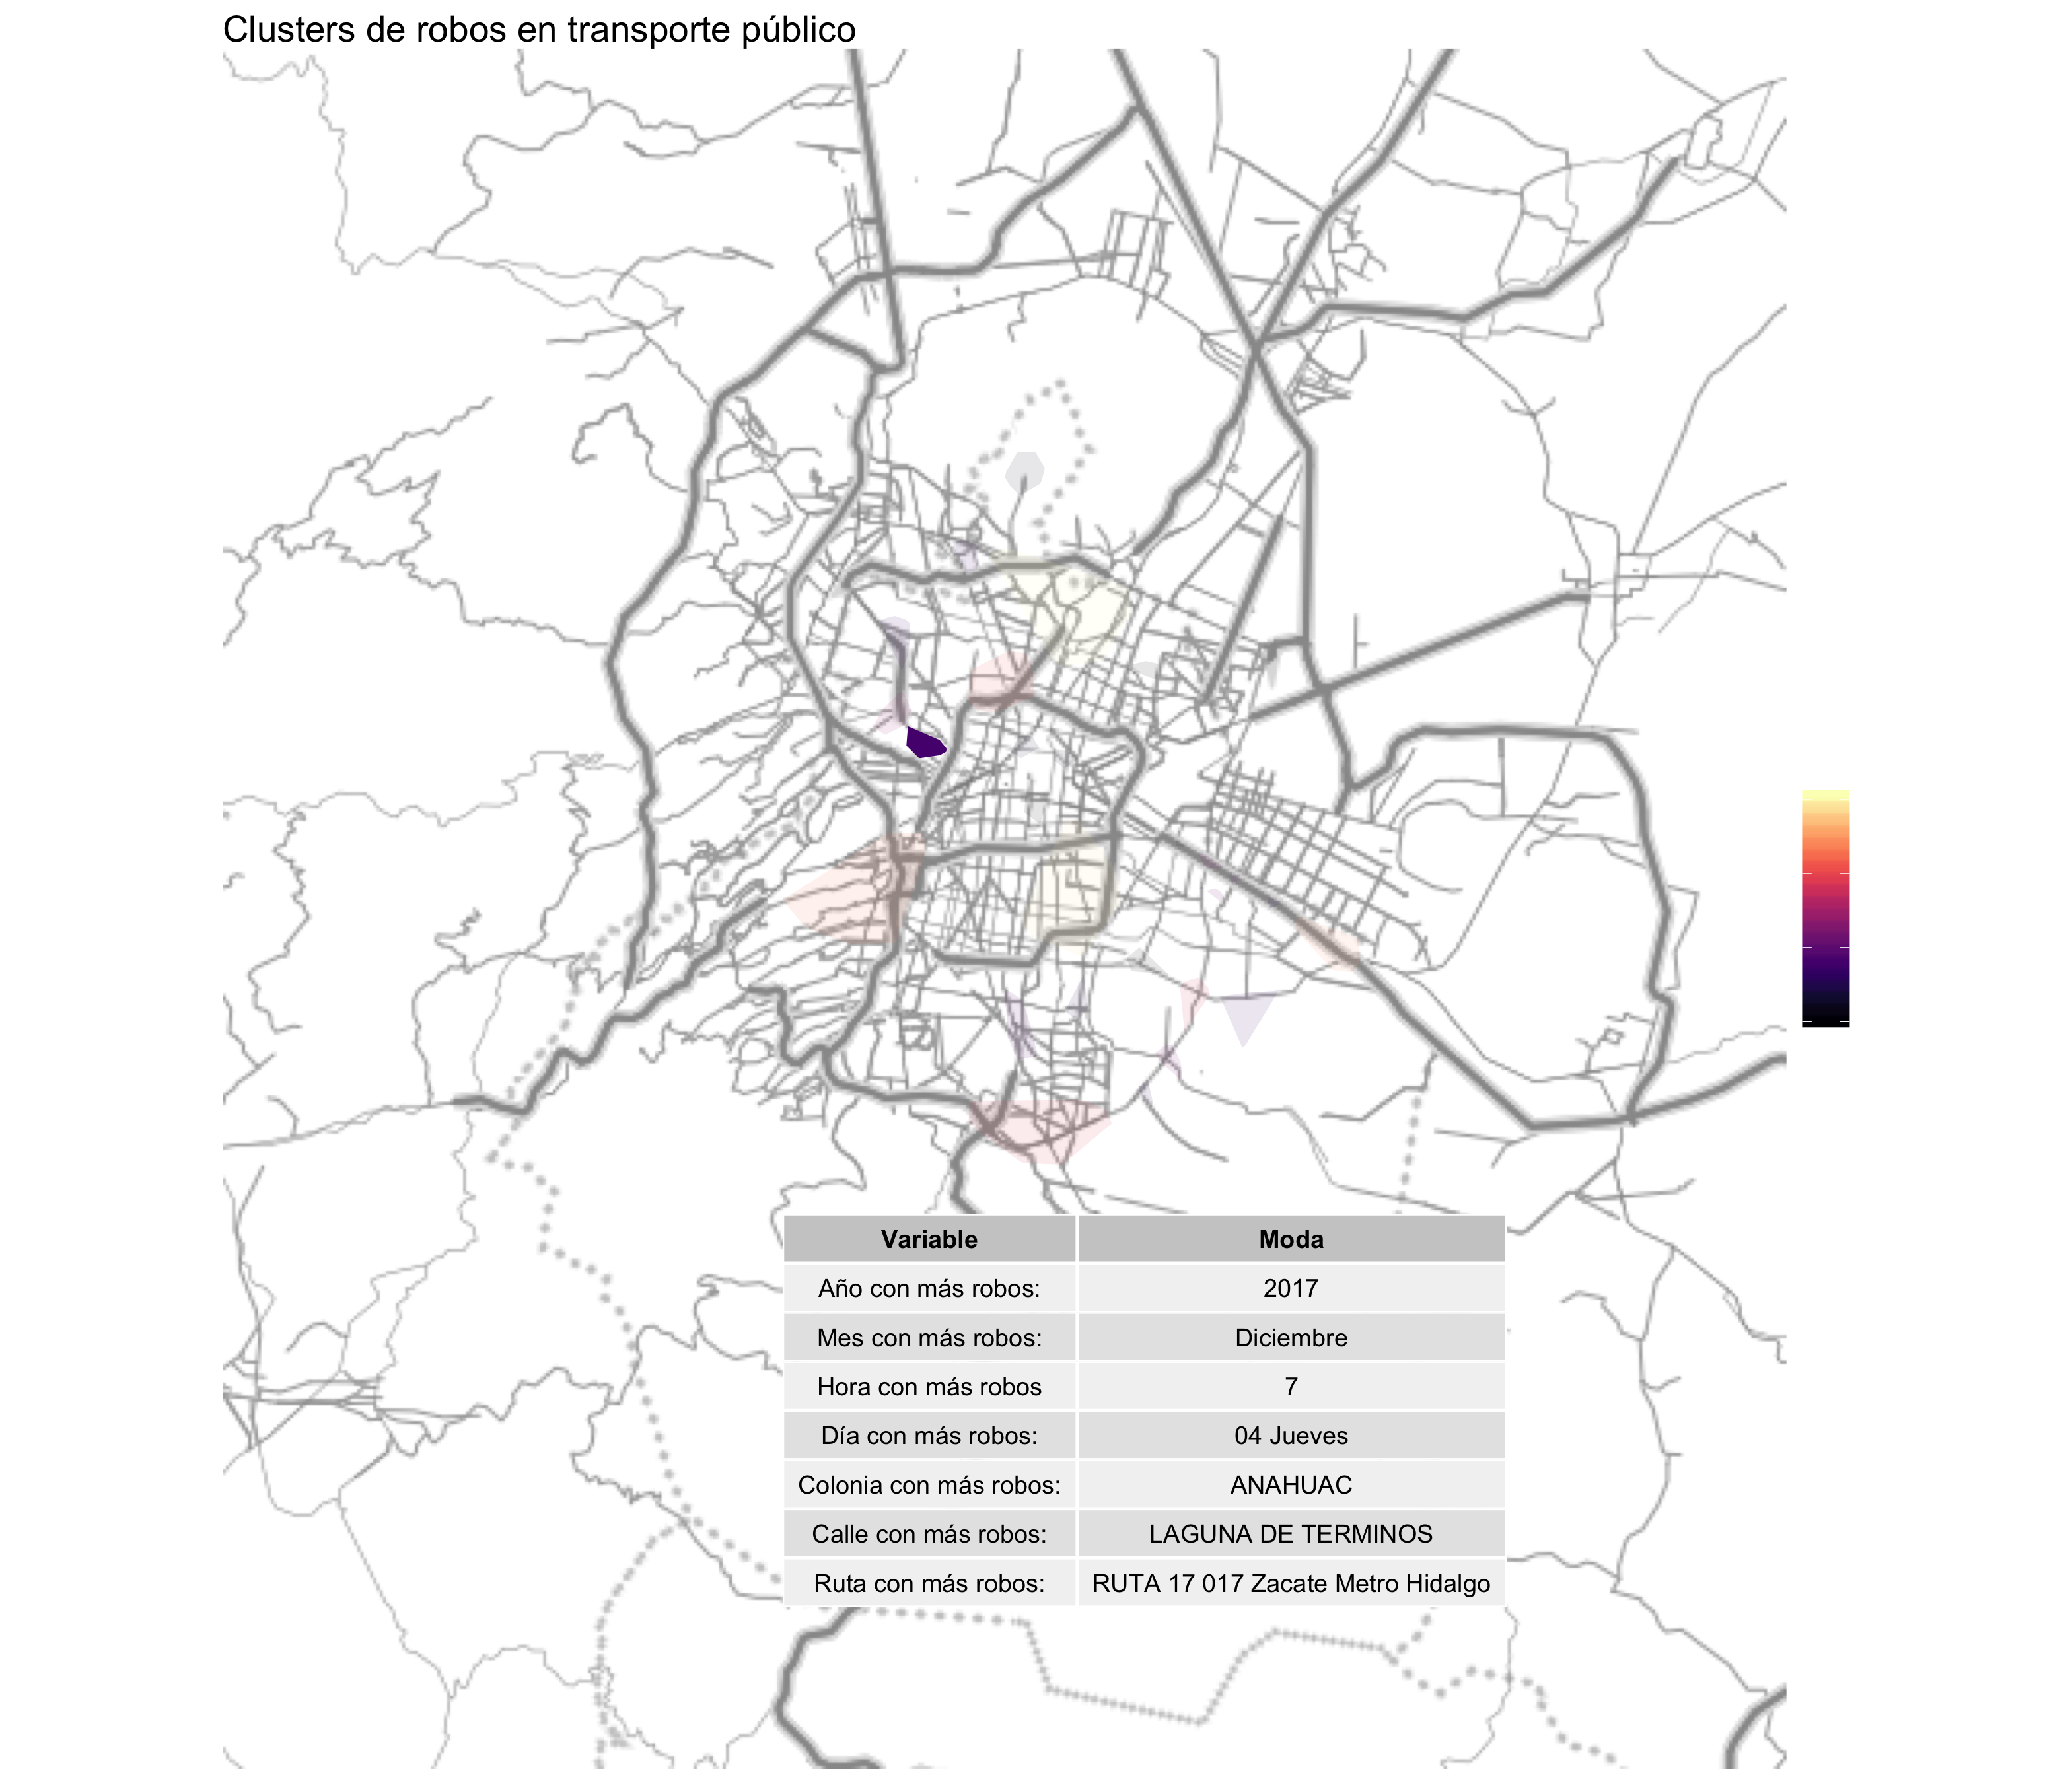 Clusters de robos en transporte público
Variable Moda
Año con más robos: 2017
Mes con más robos: Diciembre
Hora con más robos 7
Día con más robos: 04 Jueves
Colonia con más robos: ANAHUAC
Calle con más robos: LAGUNA DE TERMINOS
Ruta con más robos: RUTA 17 017 Zacate Metro Hidalgo